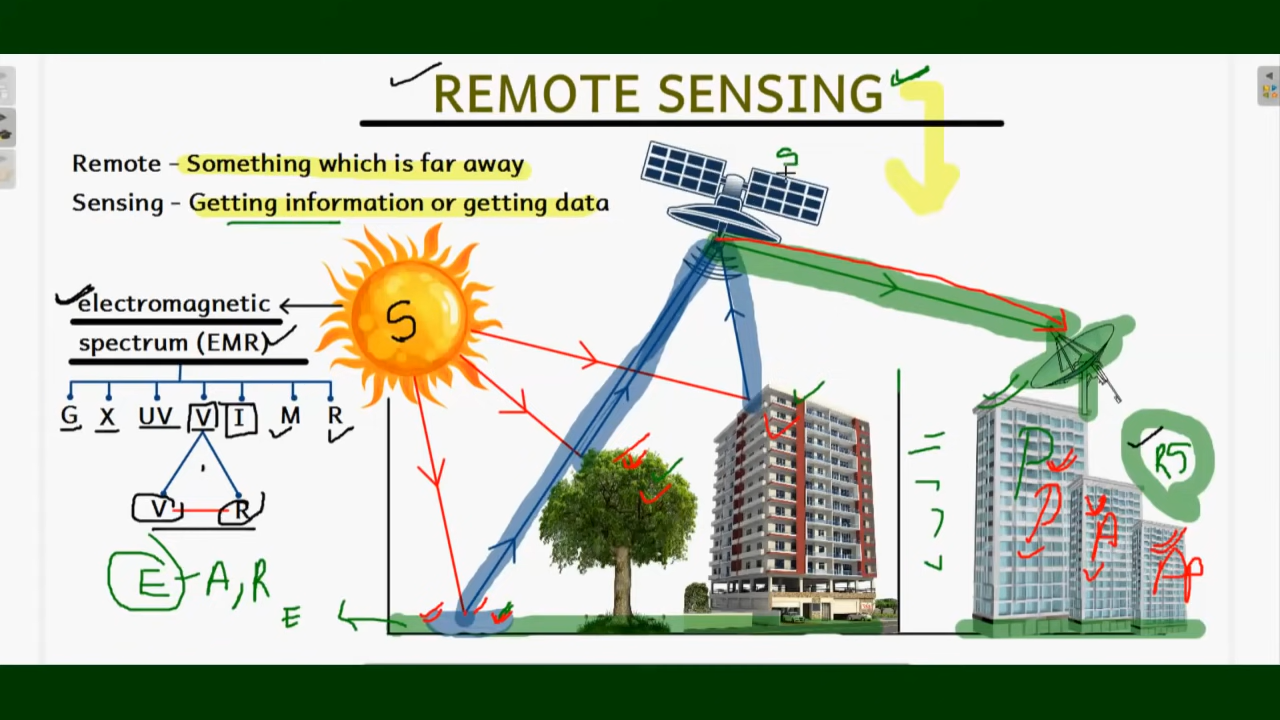 REMOTE SENSING
Remote - Something which is far away
Sensing - Getting information or getting data
S
S
electromagnetic
spectrum (EMR)
G X UV V I M R
V R
E - A, R
E
P
D
A
Ap
RS